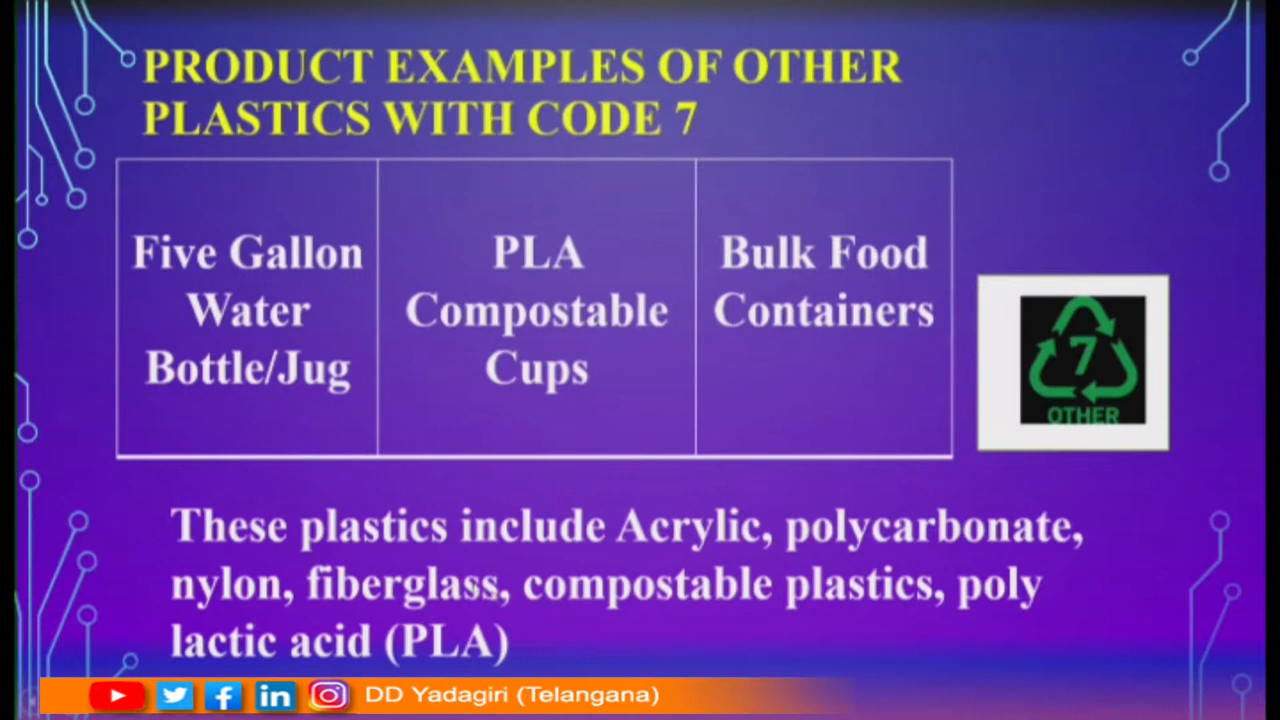 PRODUCT EXAMPLES OF OTHER
PLASTICS WITH CODE 7
Five Gallon
Water
Bottle/Jug
PLA
Compostable
Cups
Bulk Food
Containers
7
OTHER
These plastics include Acrylic, polycarbonate,
nylon, fiberglass, compostable plastics, poly
lactic acid (PLA)
DD Yadagiri (Telangana)